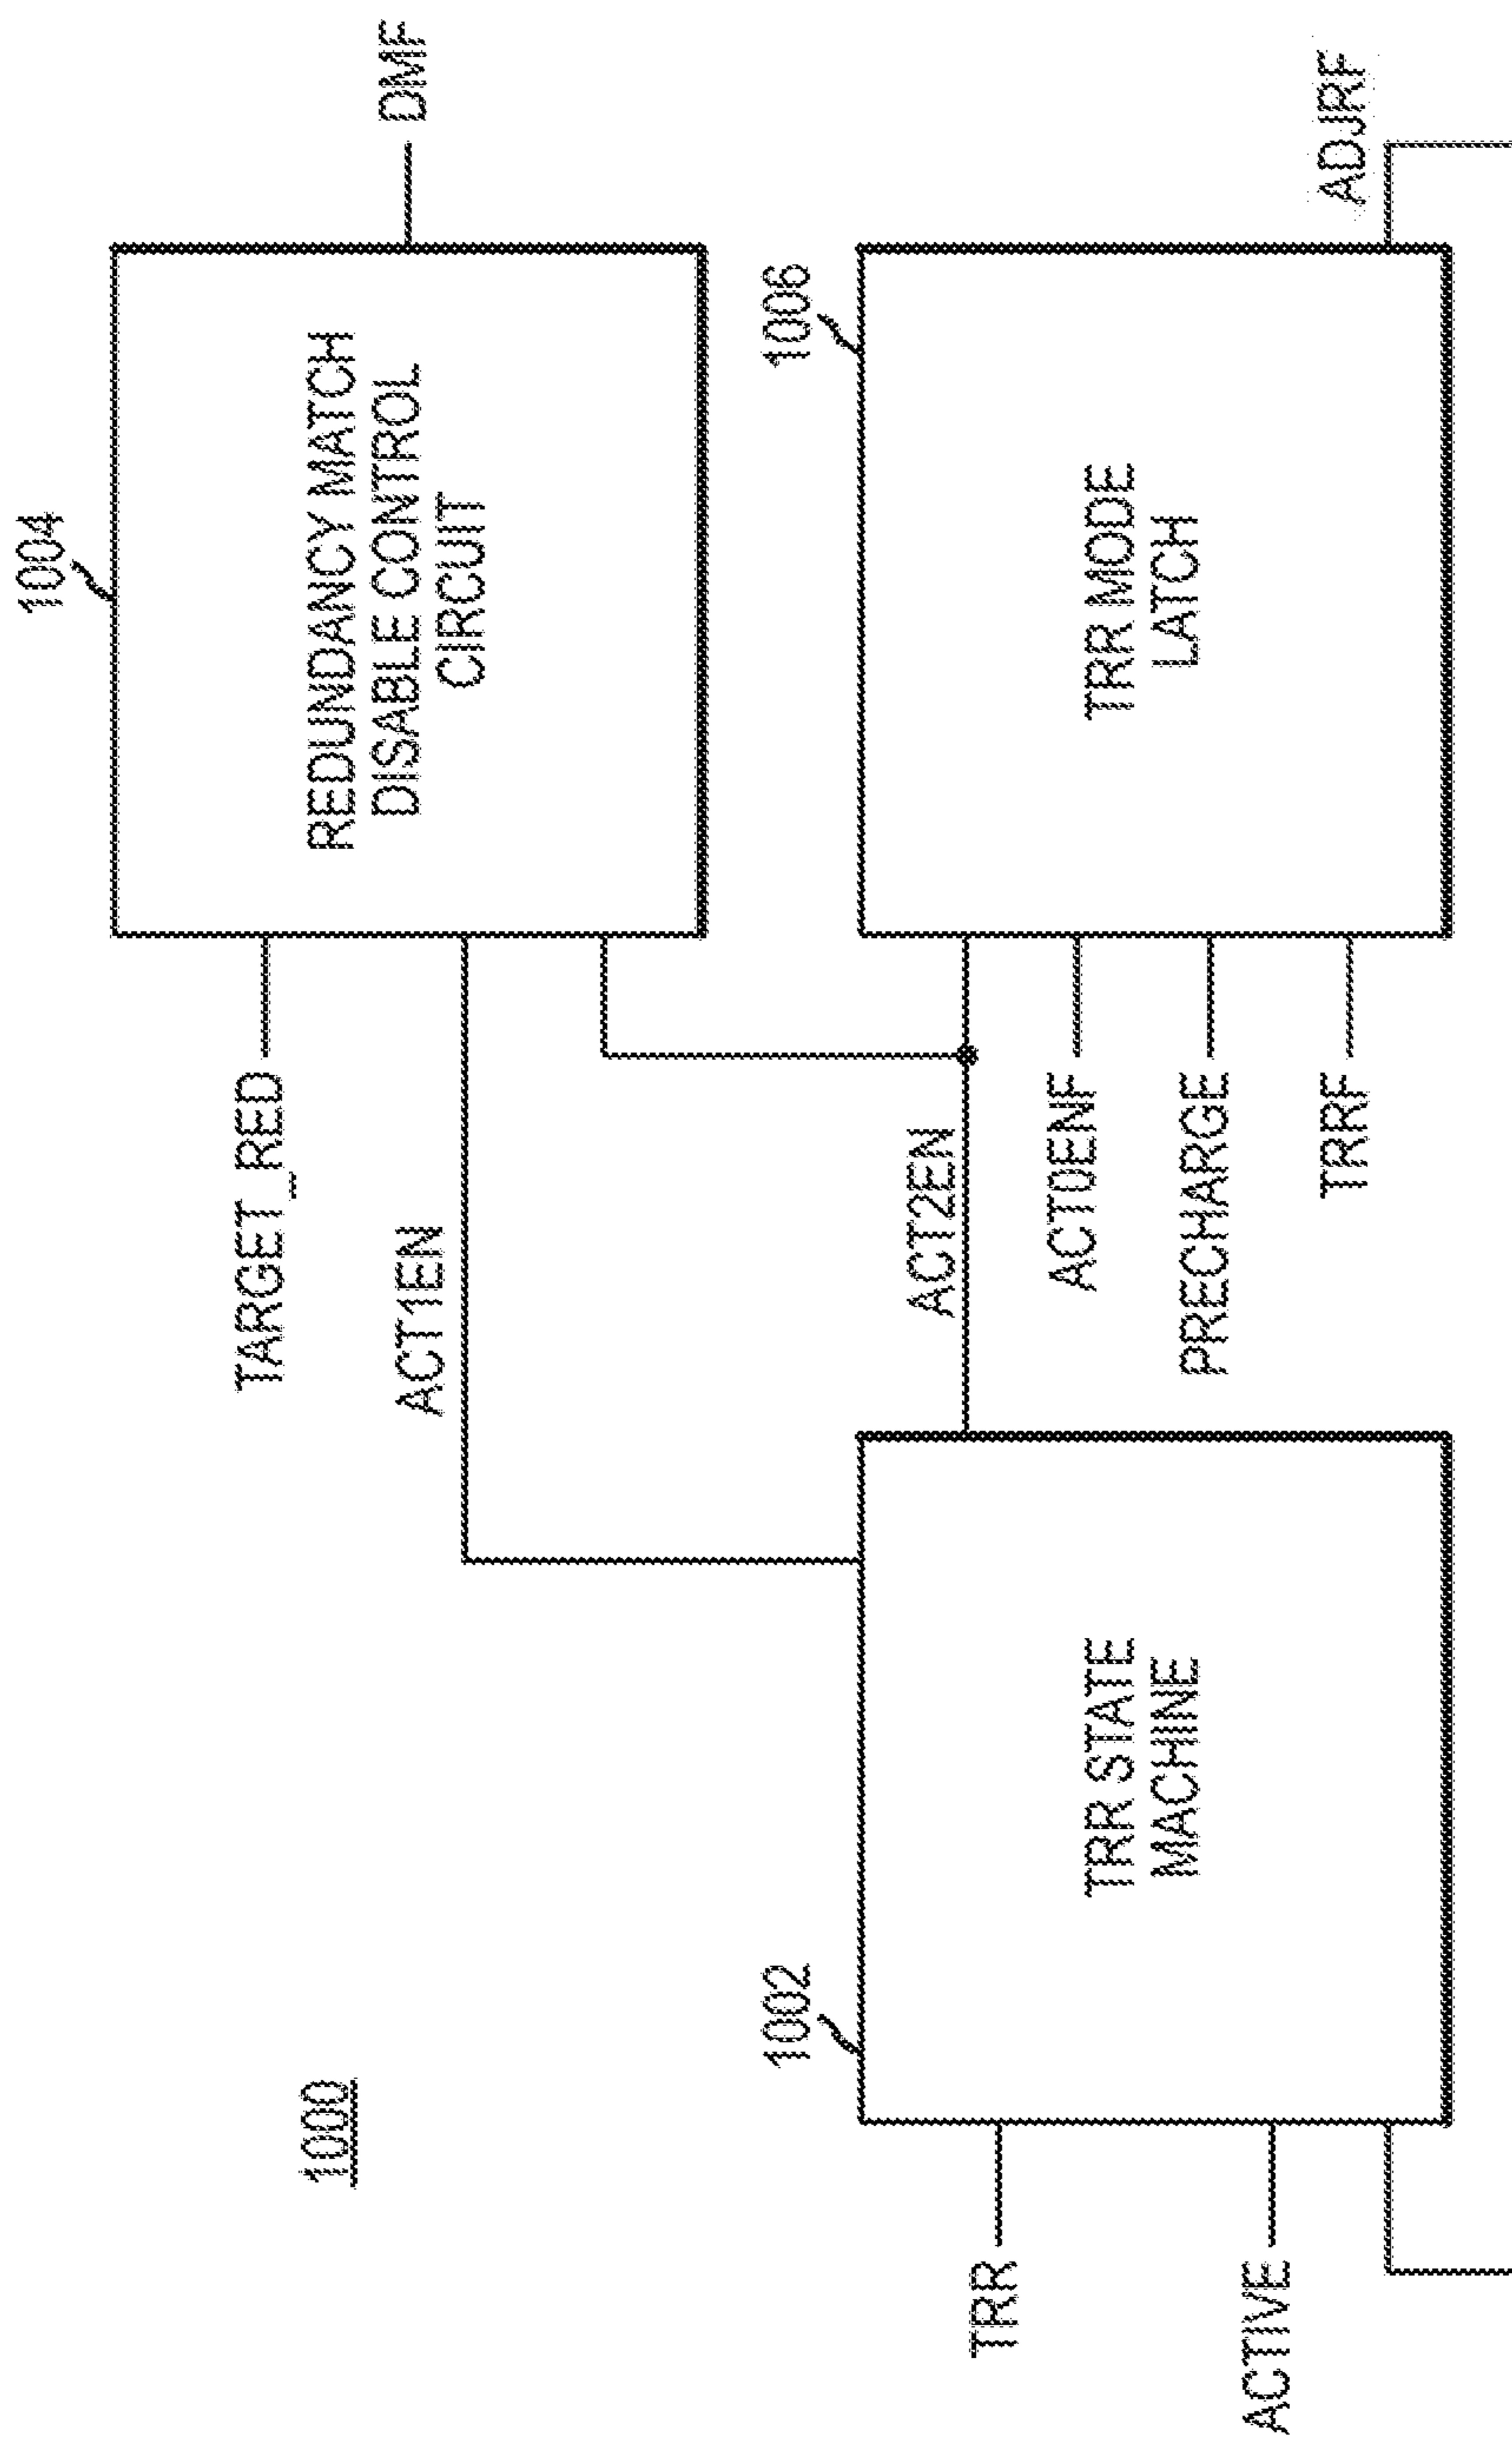 1000
1004
TARGET_RED
ACT1EN
REDUNDANCY MATCH
DISABLE CONTROL
CIRCUIT
DMF
1002
TRR
ACTIVE
TRR STATE
MACHINE
ACT2EN
ACT0ENF
PRECHARGE
TRRF
1006
TRR MODE
LATCH
ADJRF